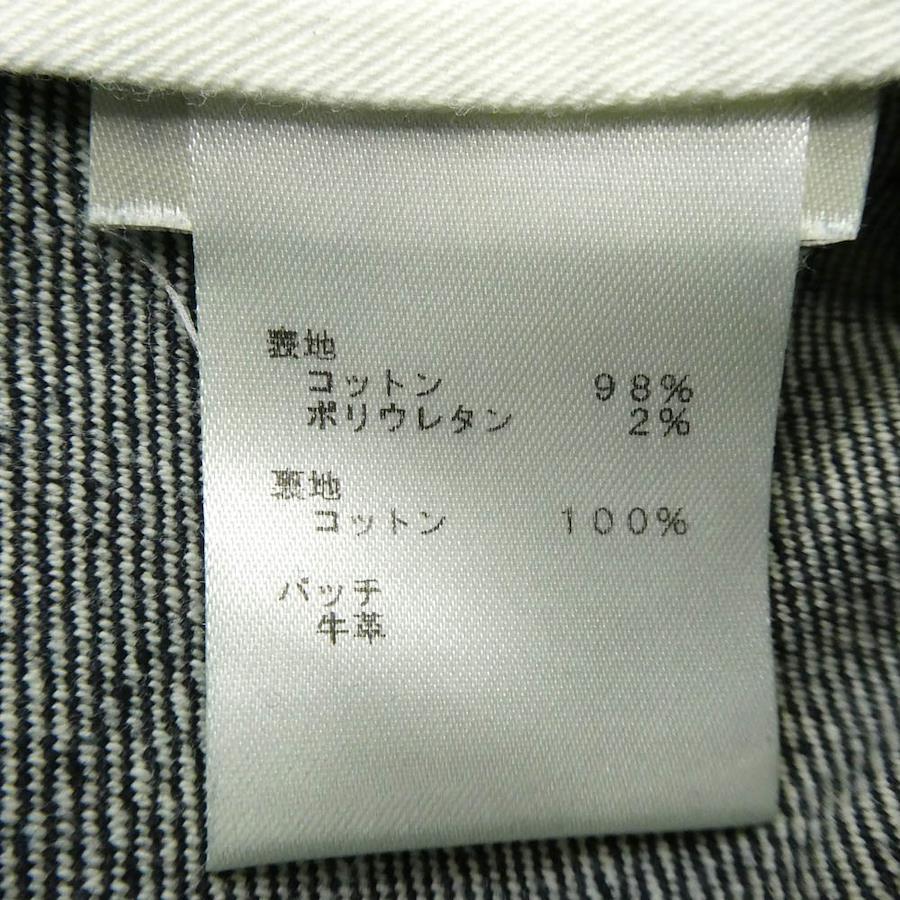 表地
コットン 98%
ポリウレタン 2%
裏地
コットン 100%
パッチ
牛革